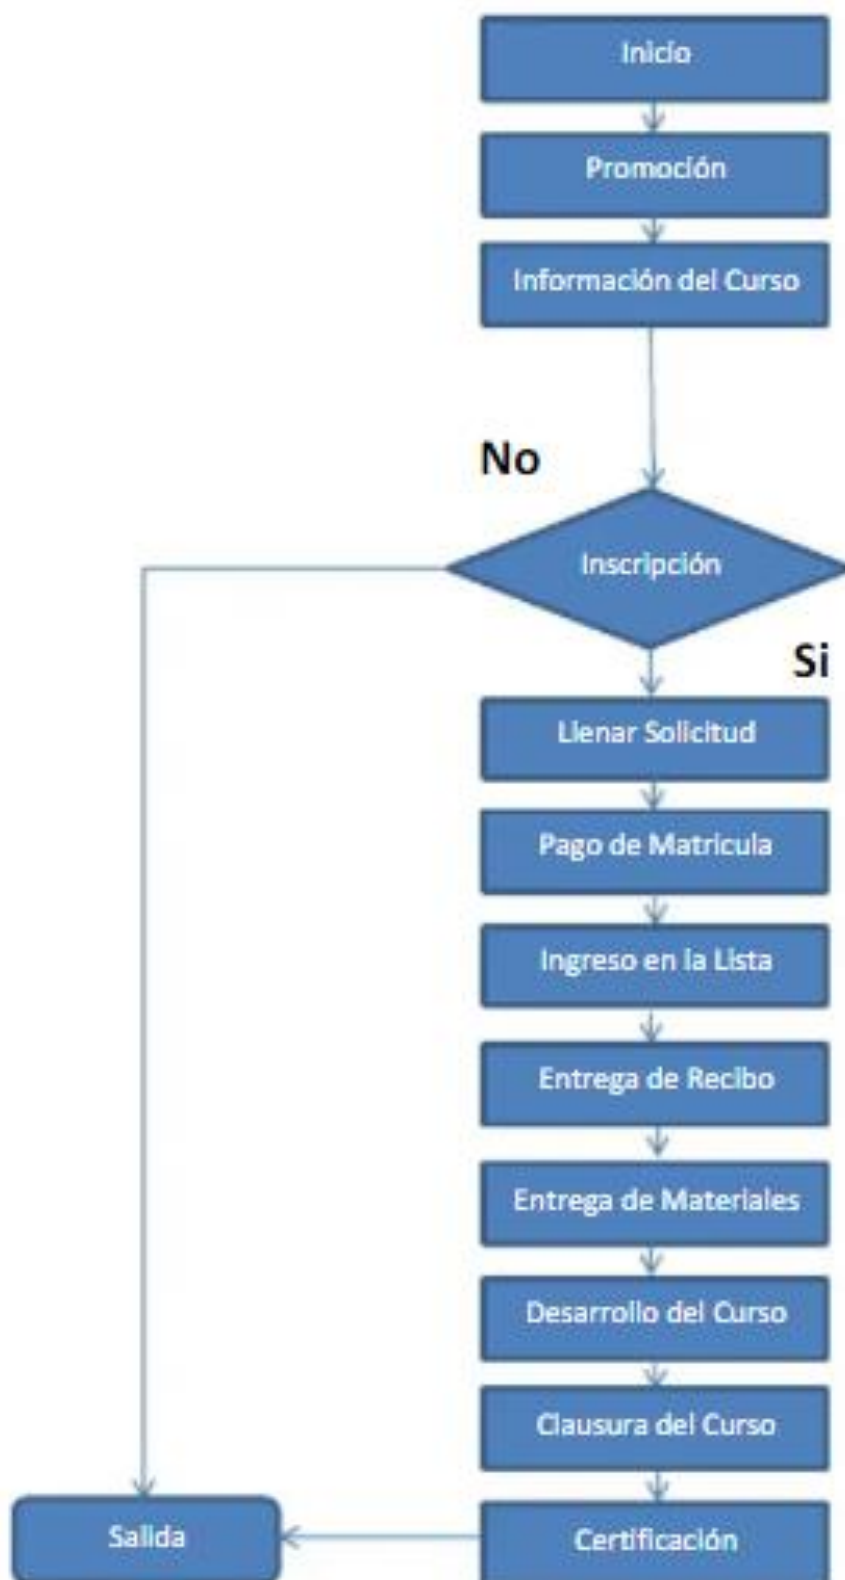 Inicio
Promoción
Información del Curso
No
Inscripción
Si
Llenar Solicitud
Pago de Matricula
Ingreso en la Lista
Entrega de Recibo
Entrega de Materiales
Desarrollo del Curso
Clausura del Curso
Salida
Certificación